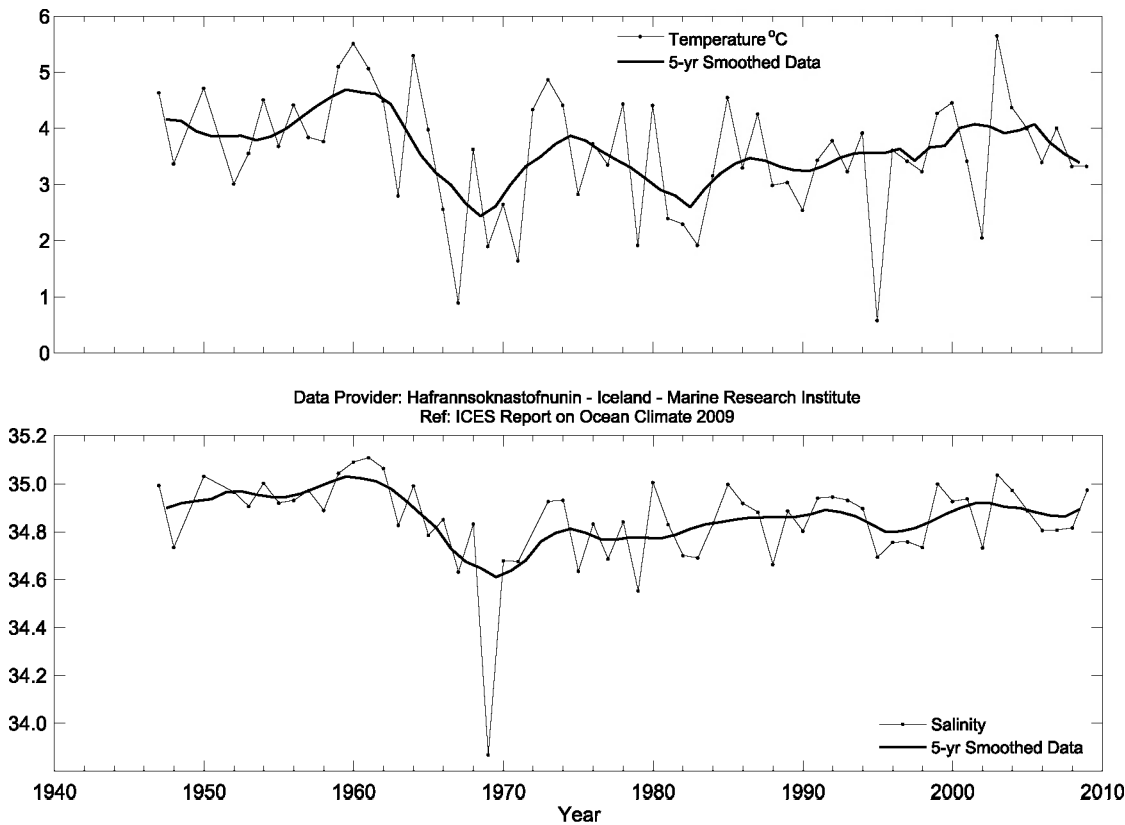 6
5
4
3
2
1
0
Temperature °C
5-yr Smoothed Data
Data Provider: Hafrannsoknastofnunin - Iceland - Marine Research Institute
Ref: ICES Report on Ocean Climate 2009
35.2
35.0
34.8
34.6
34.4
34.2
34.0
Salinity
5-yr Smoothed Data
1940 1950 1960 1970 1980 1990 2000 2010
Year